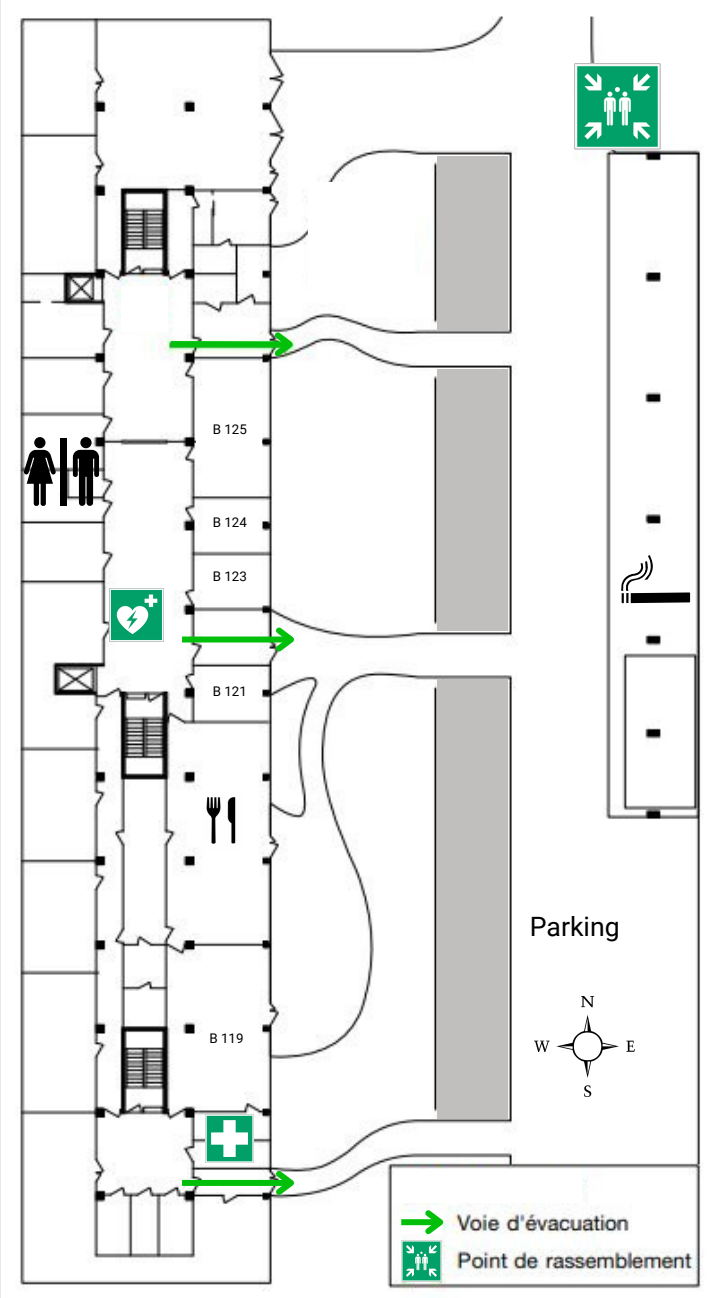 B 125
B 124
B 123
B 121
B 119
Parking
N
W E
S
Voie d'évacuation
Point de rassemblement